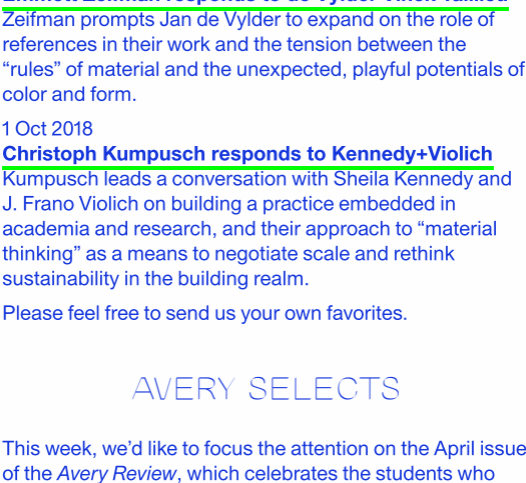 Zeifman prompts Jan de Vylder to expand on the role of
references in their work and the tension between the
“rules” of material and the unexpected, playful potentials of
color and form.
1 Oct 2018
Christoph Kumpusch responds to Kennedy+Violich
Kumpusch leads a conversation with Sheila Kennedy and
J. Frano Violich on building a practice embedded in
academia and research, and their approach to “material
thinking” as a means to negotiate scale and rethink
sustainability in the building realm.
Please feel free to send us your own favorites.
AVERY SELECTS
This week, we’d like to focus the attention on the April issue
of the Avery Review, which celebrates the students who